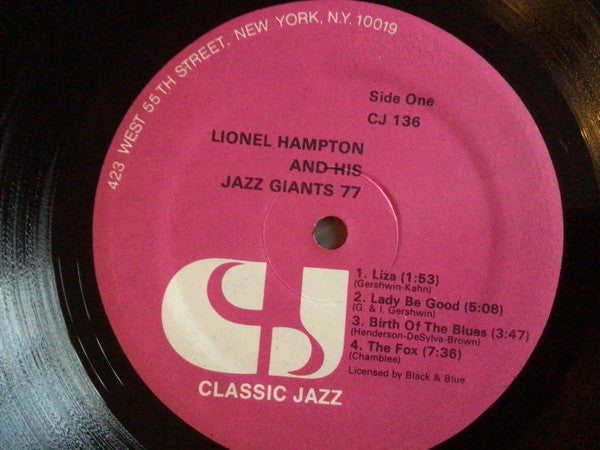 423 WEST 55TH STREET, NEW YORK, N.Y. 10019
Side One
CJ 136
LIONEL HAMPTON
AND HIS
JAZZ GIANTS 77
1. Liza (1:53)
(Gershwin-Kahn)
2. Lady Be Good (5:08)
(G. & I. Gershwin)
3. Birth Of The Blues (3:47)
(Henderson-DeSylva-Brown)
4. The Fox (7:36)
(Chamblee)
Licensed by Black & Blue
CJ
CLASSIC JAZZ